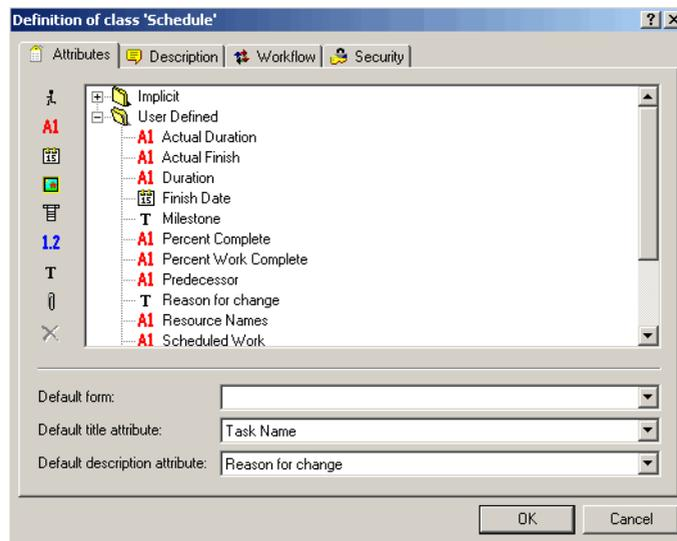 Definition of class 'Schedule'
Attributes Description Workflow Security
Implicit
User Defined
A1 A1 Actual Duration
A1 Actual Finish
15 A1 Duration
15 Finish Date
T Milestone
1.2 A1 Percent Complete
A1 Percent Work Complete
T A1 Predecessor
T Reason for change
A1 Resource Names
A1 Scheduled Work
Default form:
Default title attribute: Task Name
Default description attribute: Reason for change
OK Cancel